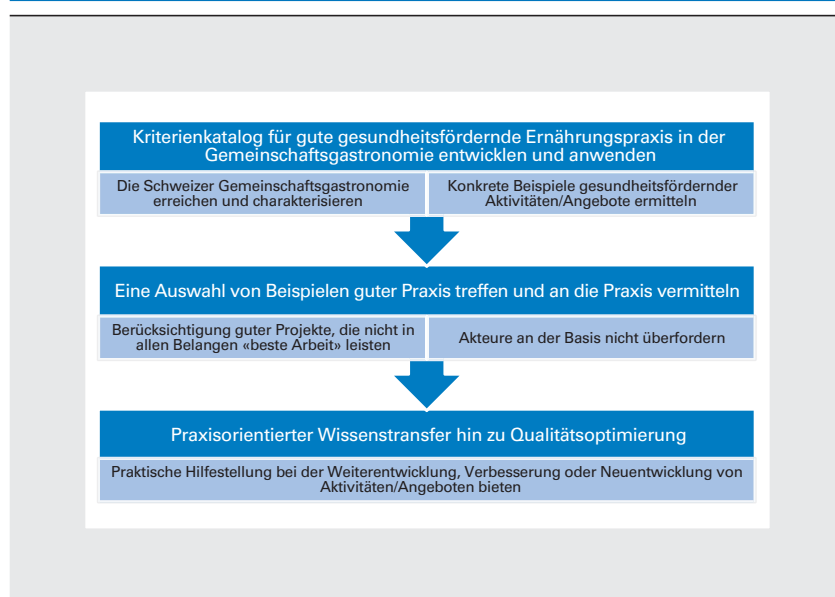 Kriterienkatalog für gute gesundheitsfördernde Ernährungspraxis in der
Gemeinschaftsgastronomie entwicklen und anwenden
Die Schweizer Gemeinschaftsgastronomie
erreichen und charakterisieren
Konkrete Beispiele gesundheitsfördernder
Aktivitäten/Angebote ermitteln
Eine Auswahl von Beispielen guter Praxis treffen und an die Praxis vermitteln
Berücksichtigung guter Projekte, die nicht in
allen Belangen «beste Arbeit» leisten
Akteure an der Basis nicht überfordern
Praxisorientierter Wissenstransfer hin zu Qualitätsoptimierung
Praktische Hilfestellung bei der Weiterentwicklung, Verbesserung oder Neuentwicklung von
Aktivitäten/Angeboten bieten